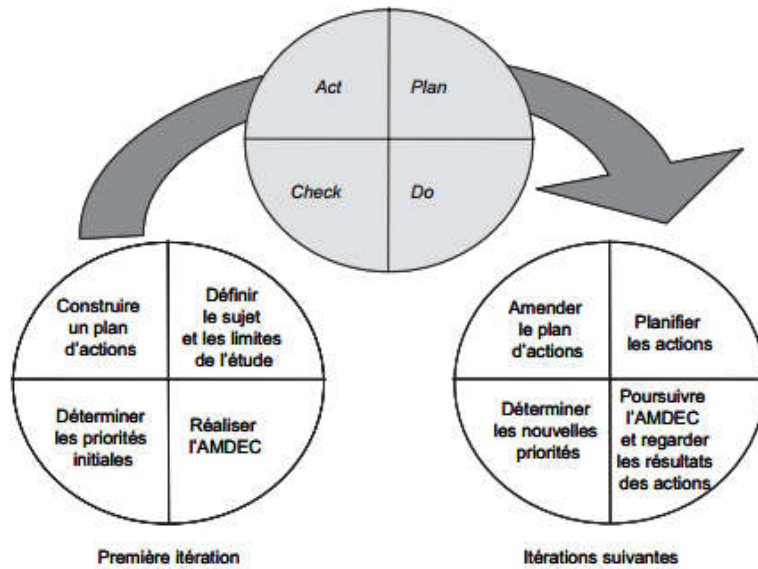 Act
Plan
Check
Do
Construire
un plan
d'actions
Définir
le sujet
et les limites
de l'étude
Déterminer
les priorités
initiales
Réaliser
l'AMDEC
Première itération
Amender
le plan
d'actions
Planifier
les actions
Déterminer
les nouvelles
priorités
Poursuivre
l'AMDEC
et regarder
les résultats
des actions
Itérations suivantes